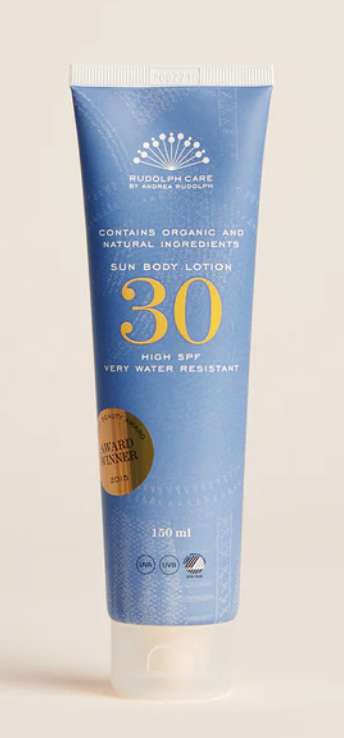 RUDOLPH CARE
BY ANDREA RUDOLPH
CONTAINS ORGANIC AND
NATURAL INGREDIENTS
SUN BODY LOTION
30
HIGH SPF
VERY WATER RESISTANT
BEAUTY AWARD
AWARD
WINNER
2015
150 ml
UVA UVB